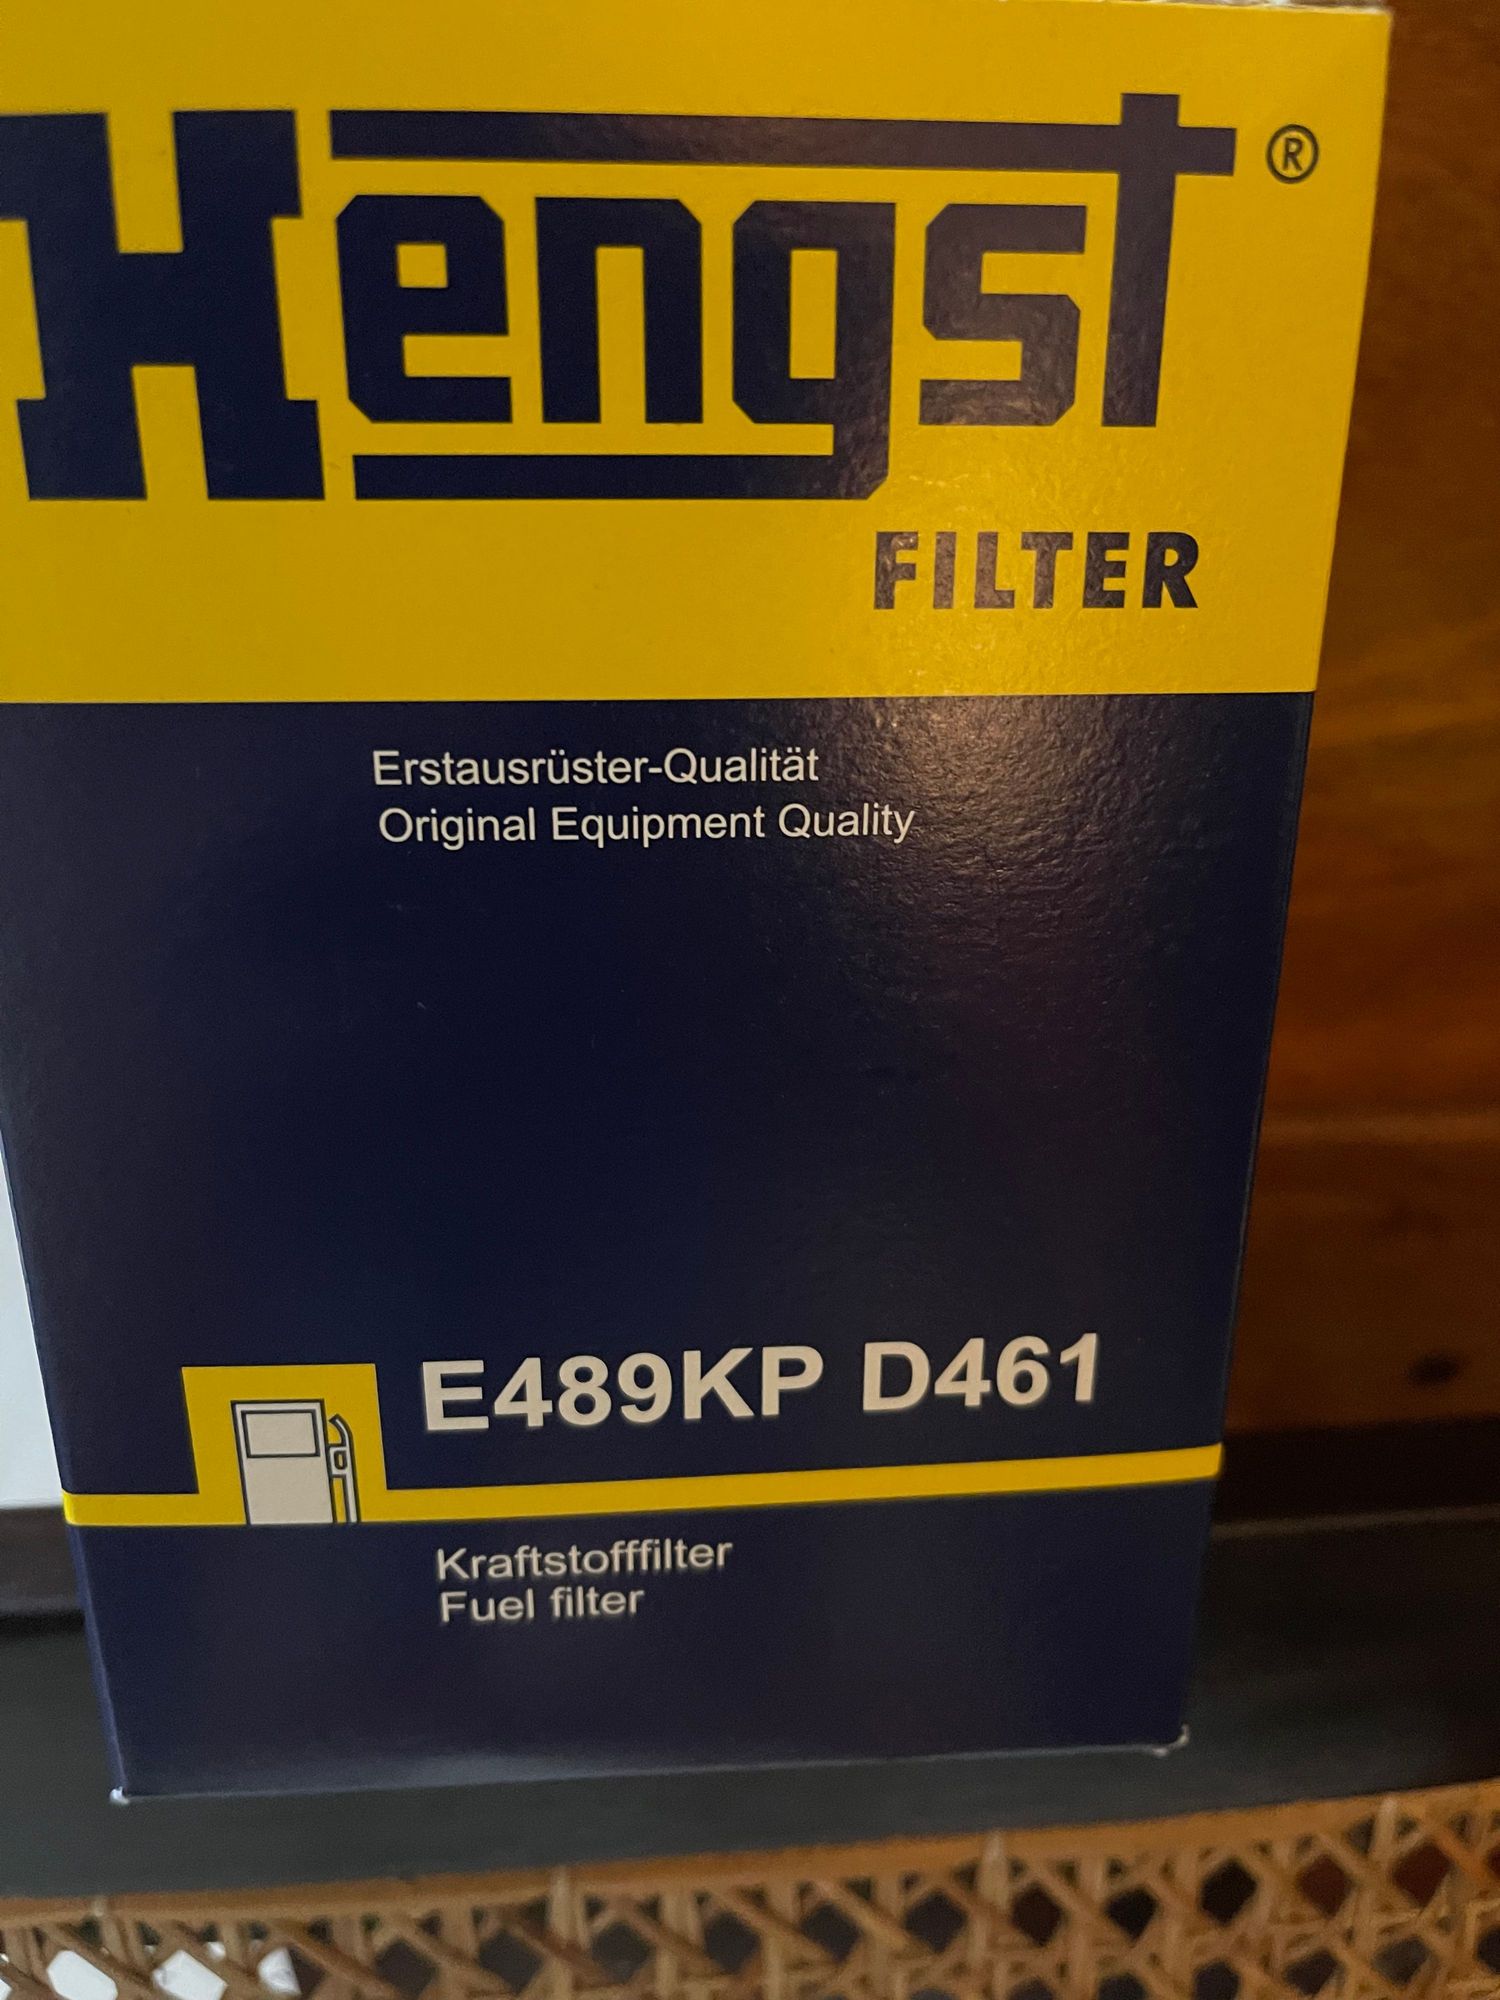 Hengst ®
FILTER
Erstausrüster-Qualität
Original Equipment Quality
E489KP D461
Kraftstofffilter
Fuel filter